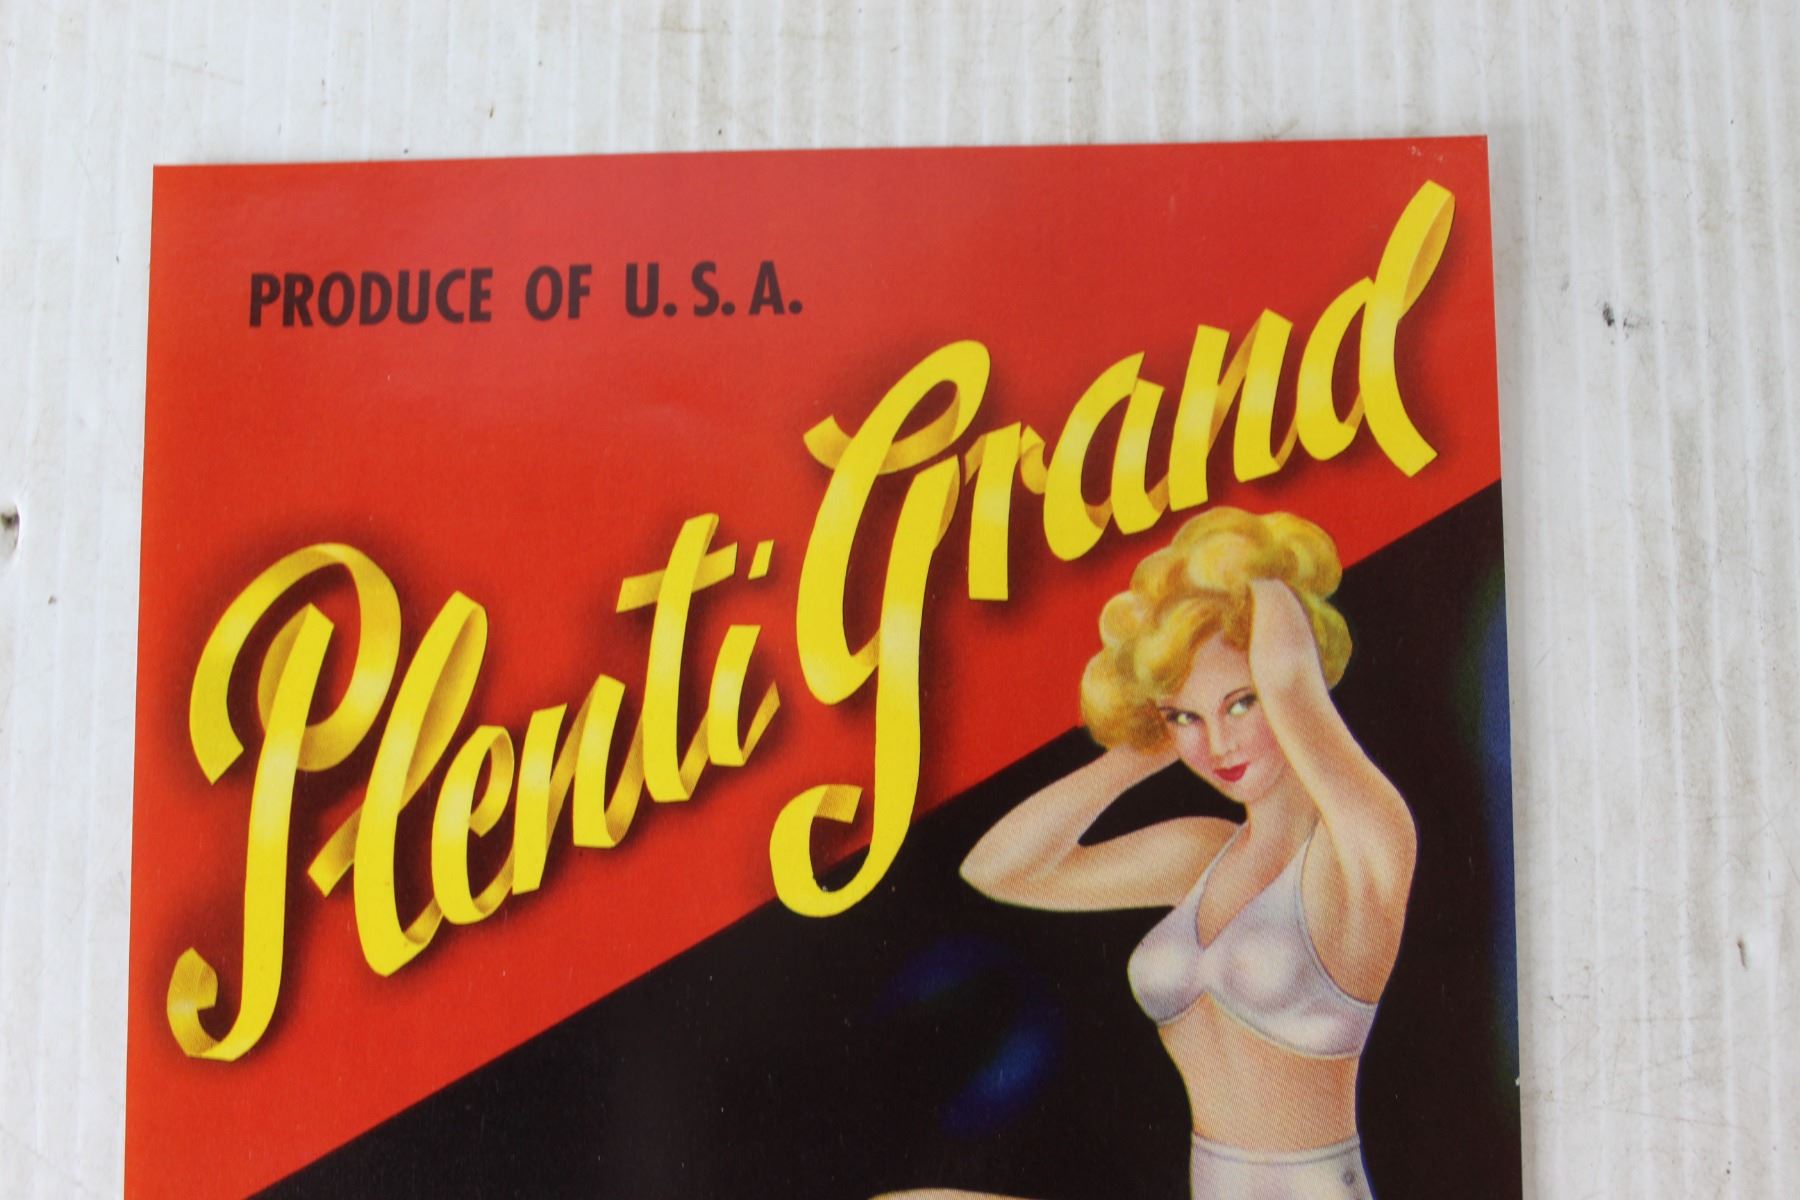 PRODUCE OF U.S.A.
Plenti Grand